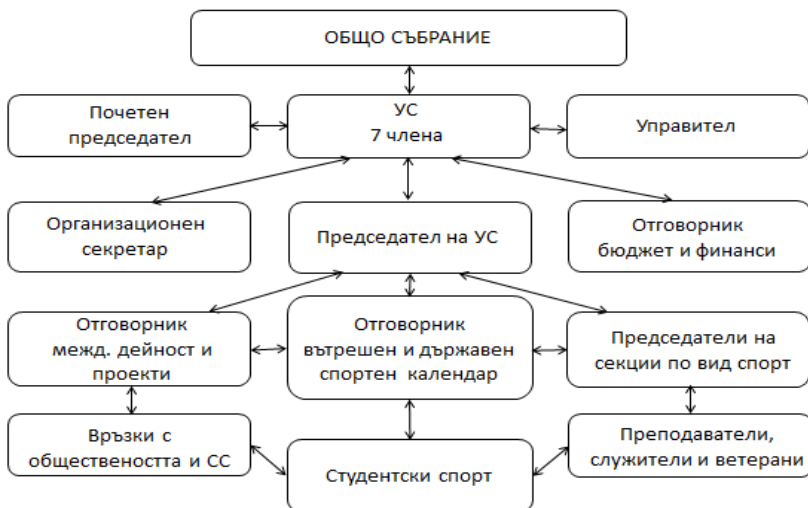 ОБЩО СЪБРАНИЕ
Почетен
председател
УС
7 члена
Управител
Организационен
секретар
Председател на УС
Отговорник
бюджет и финанси
Отговорник
межд. дейност и
проекти
Отговорник
вътрешен и държавен
спортен календар
Председатели на
секции по вид спорт
Връзки с
обществеността и СС
Студентски спорт
Преподаватели,
служители и ветерани